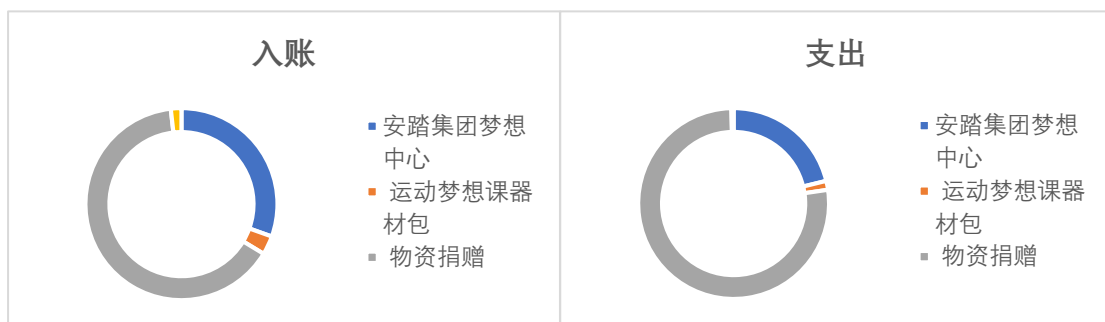 入账
安踏集团梦想
中心
运动梦想课器
材包
物资捐赠
支出
安踏集团梦想
中心
运动梦想课器
材包
物资捐赠